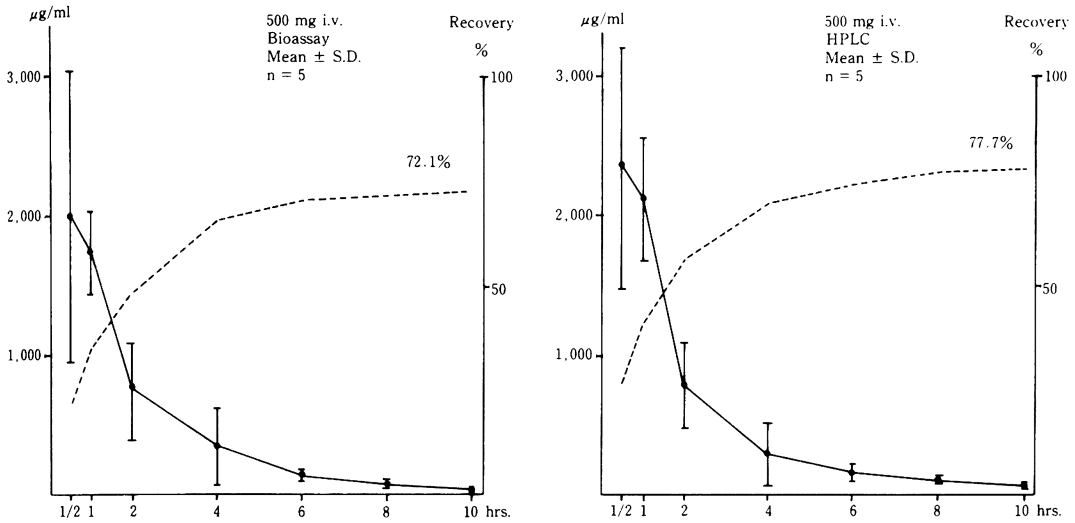 μg/ml
500 mg i.v.
Bioassay
Mean ± S.D.
n = 5
Recovery
%
3,000
2,000
1,000
100
50
72.1%
1/2 1 2 4 6 8 10 hrs.
μg/ml
500 mg i.v.
HPLC
Mean ± S.D.
n = 5
Recovery
%
3,000
2,000
1,000
100
50
77.7%
1/2 1 2 4 6 8 10 hrs.